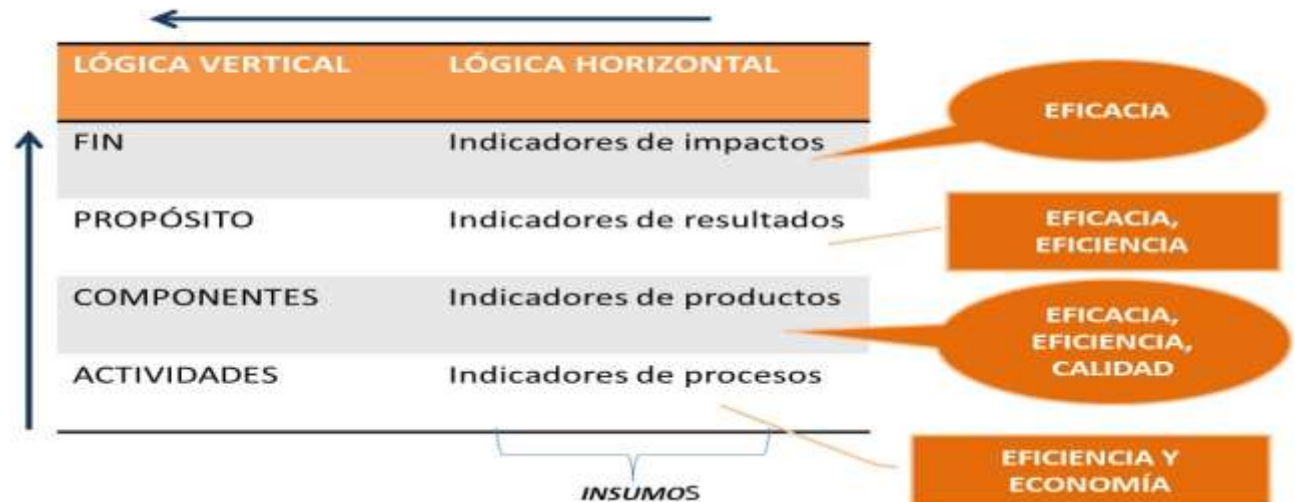 LÓGICA VERTICAL LÓGICA HORIZONTAL
EFICACIA
FIN Indicadores de impactos
PROPÓSITO Indicadores de resultados
EFICACIA,
EFICIENCIA
COMPONENTES Indicadores de productos
EFICACIA,
EFICIENCIA,
CALIDAD
ACTIVIDADES Indicadores de procesos
EFICIENCIA Y
ECONOMÍA
INSUMOS